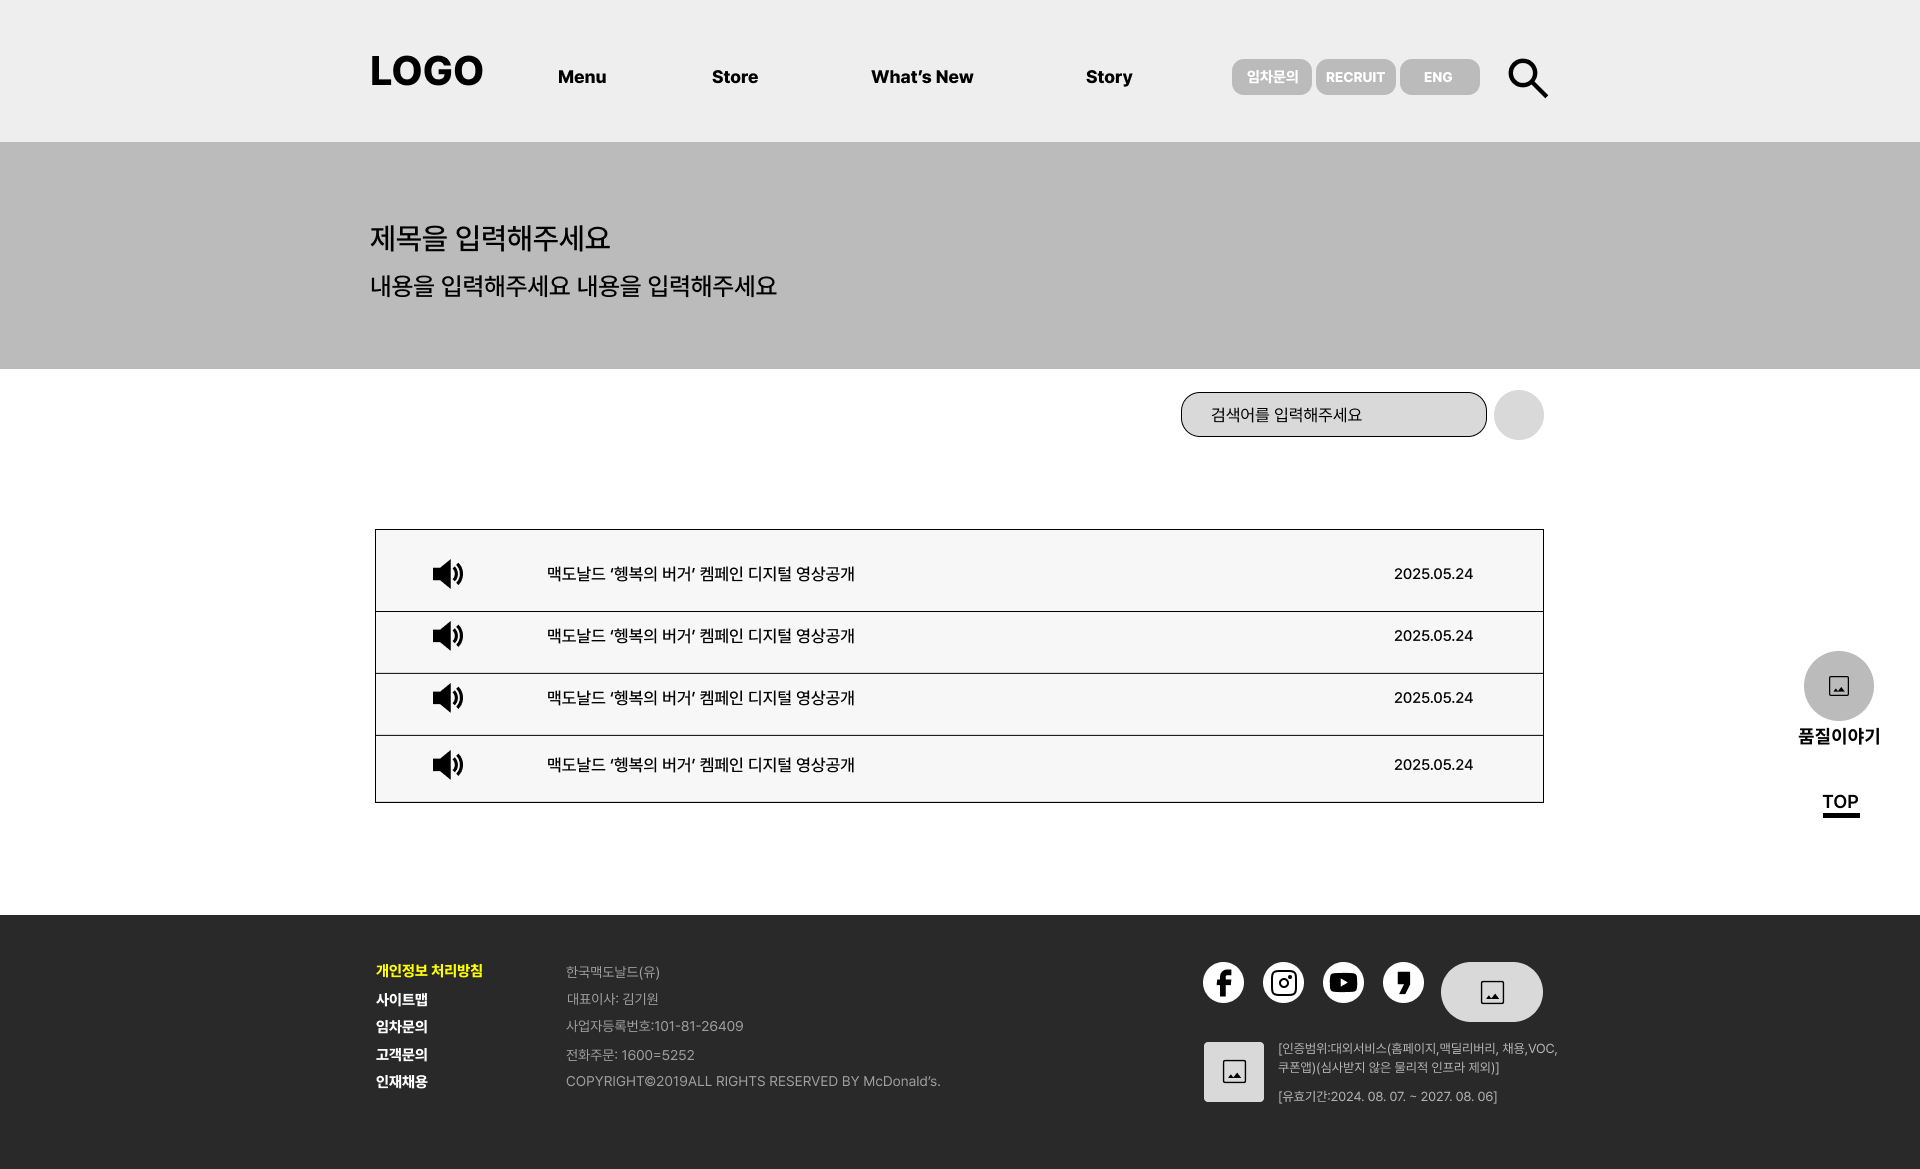 LOGO
Menu
Store
What's New
Story
임차문의
RECRUIT
ENG
제목을 입력해주세요
내용을 입력해주세요 내용을 입력해주세요
검색어를 입력해주세요
맥도날드 ‘헹복의 버거’ 켐페인 디지털 영상공개
2025.05.24
맥도날드 ‘헹복의 버거’ 켐페인 디지털 영상공개
2025.05.24
맥도날드 ‘헹복의 버거’ 켐페인 디지털 영상공개
2025.05.24
맥도날드 ‘헹복의 버거’ 켐페인 디지털 영상공개
2025.05.24
품질이야기
TOP
개인정보 처리방침
사이트맵
임차문의
고객문의
인재채용
한국맥도날드(유)
대표이사: 김기원
사업자등록번호:101-81-26409
전화주문: 1600=5252
COPYRIGHT©2019ALL RIGHTS RESERVED BY McDonald's.
[인증범위:대외서비스(홈페이지,맥딜리버리, 채용,VOC,
쿠폰앱)(심사받지 않은 물리적 인프라 제외)]
[유효기간:2024. 08. 07. ~ 2027. 08. 06]